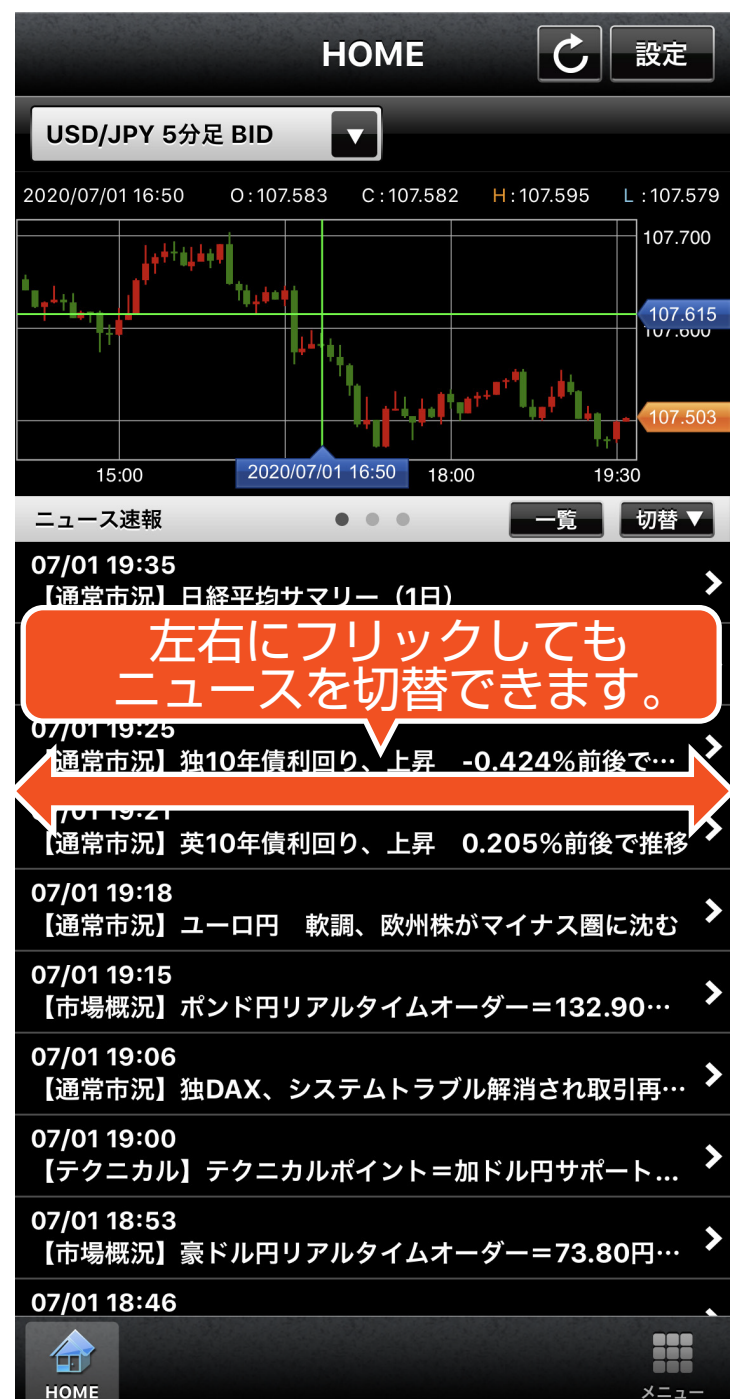 HOME
設定
USD/JPY 5分足 BID
2020/07/01 16:50 O:107.583 C:107.582 H:107.595 L:107.579
107.700
107.615
107.600
107.503
15:00 2020/07/01 16:50 18:00 19:30
ニュース速報 一覧 切替▼
07/01 19:35
【通常市況】日経平均サマリー（1日）
左右にフリックしても
ニュースを切替できます。
07/01 19:25
【通常市況】独10年債利回り、上昇 -0.424%前後で…
07/01 19:21
【通常市況】英10年債利回り、上昇 0.205%前後で推移
07/01 19:18
【通常市況】ユーロ円 軟調、欧州株がマイナス圏に沈む
07/01 19:15
【市場概況】ポンド円リアルタイムオーダー＝132.90…
07/01 19:06
【通常市況】独DAX、システムトラブル解消され取引再…
07/01 19:00
【テクニカル】テクニカルポイント＝加ドル円サポート...
07/01 18:53
【市場概況】豪ドル円リアルタイムオーダー＝73.80円…
07/01 18:46
HOME
メニュー